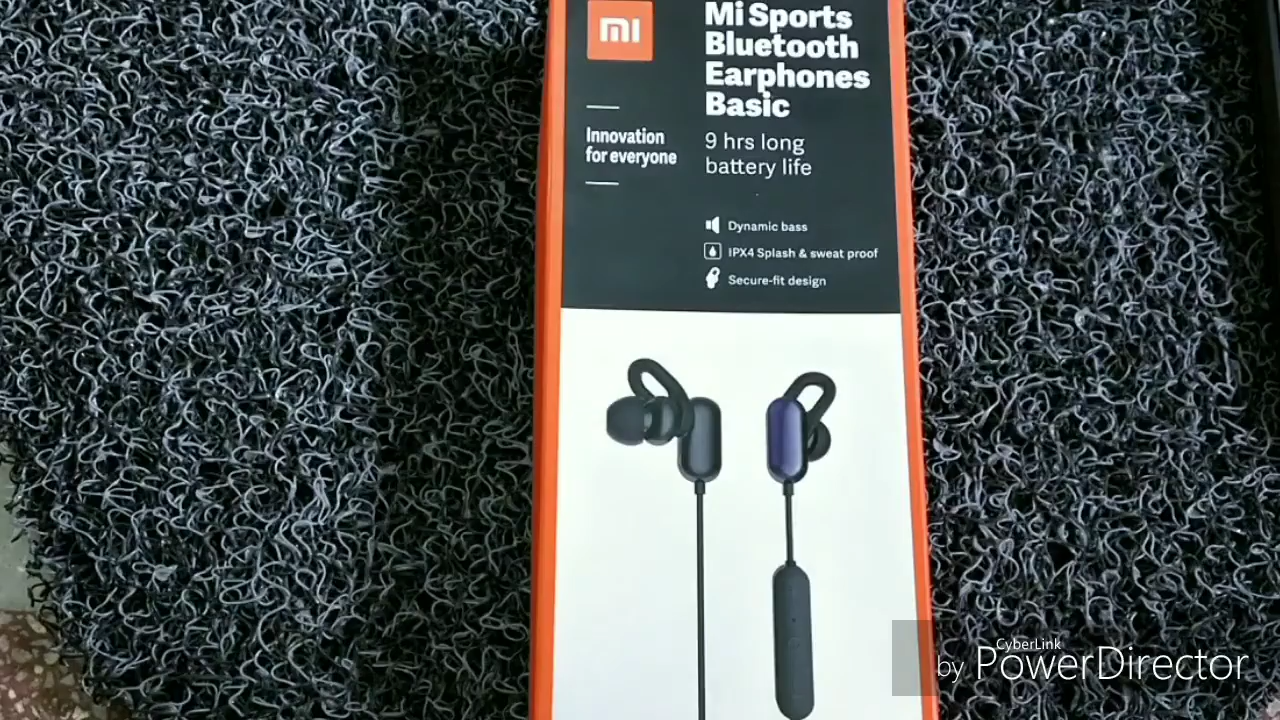 mi
Mi Sports
Bluetooth
Earphones
Basic
Innovation
for everyone
9 hrs long
battery life
Dynamic bass
IPX4 Splash & sweat proof
Secure-fit design
CyberLink
by PowerDirector